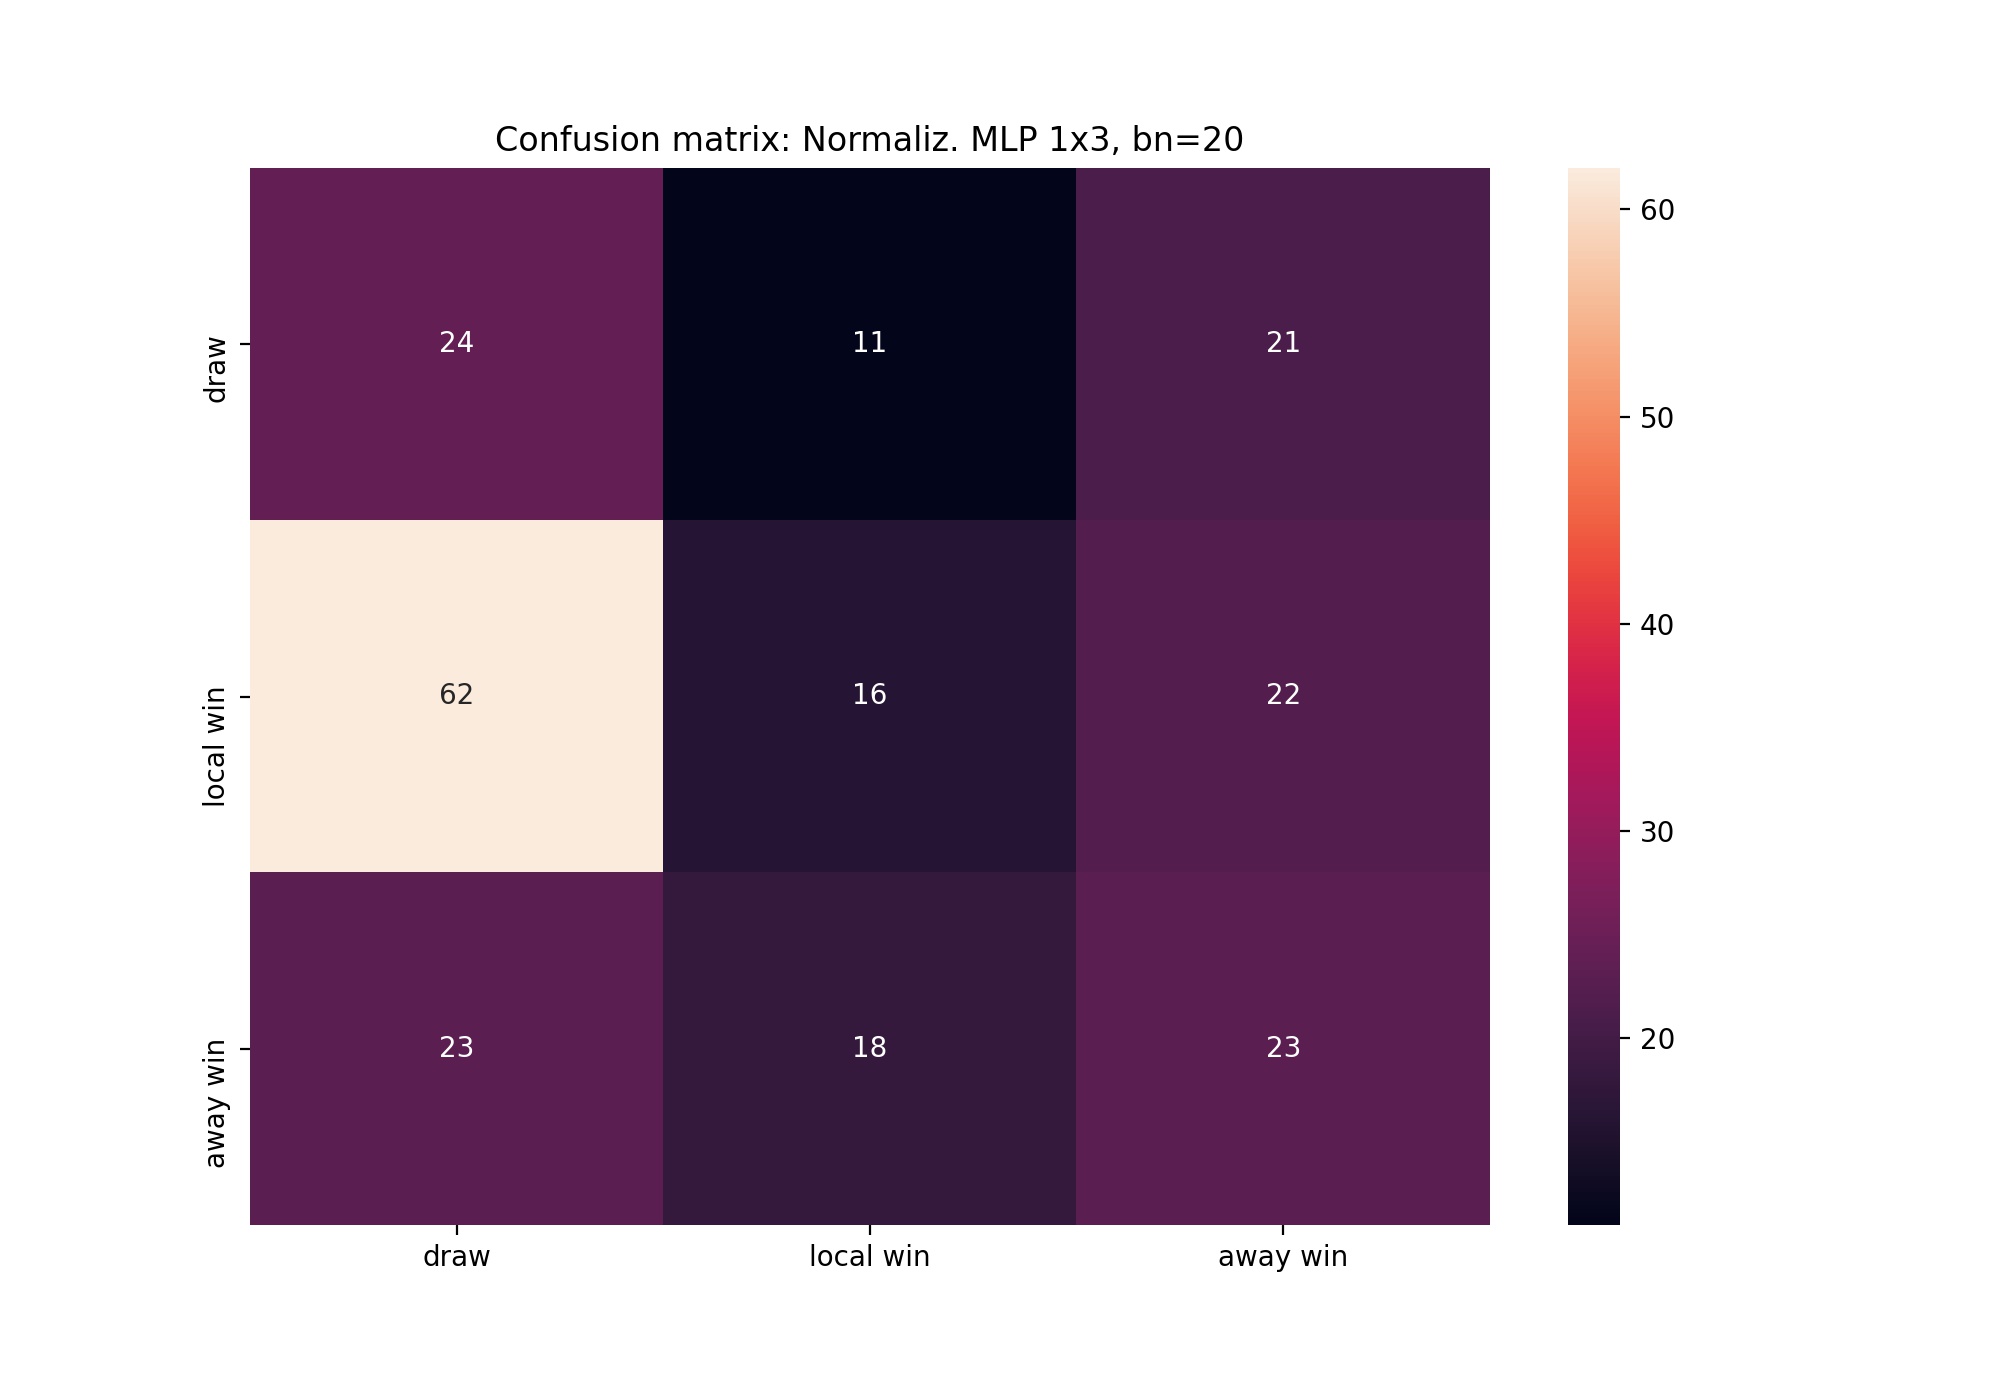 Confusion matrix: Normaliz. MLP 1x3, bn=20
draw
24
11
21
local win
62
16
22
away win
23
18
23
draw
local win
away win
60
50
40
30
20